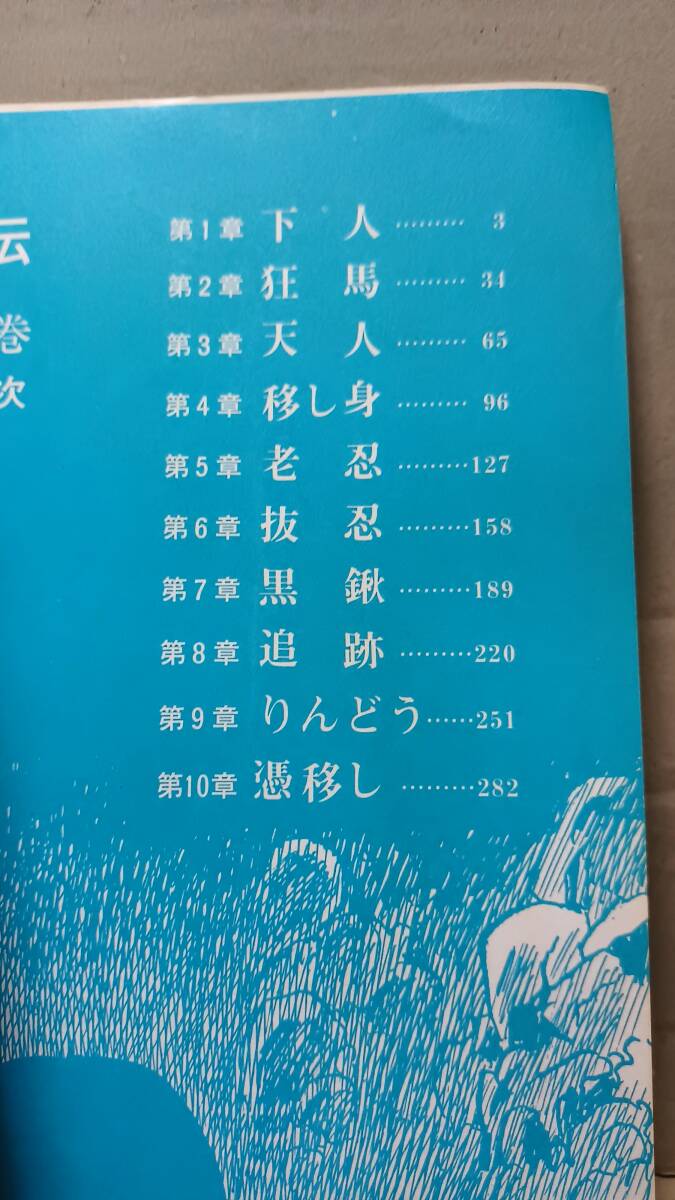 伝
巻
次
第1章 下人……… 3
第2章 狂馬……… 34
第3章 天人……… 65
第4章 移し身……… 96
第5章 老忍………127
第6章 抜忍………158
第7章 黒鍬………189
第8章 追跡………220
第9章 りんどう……251
第10章 憑移し………282